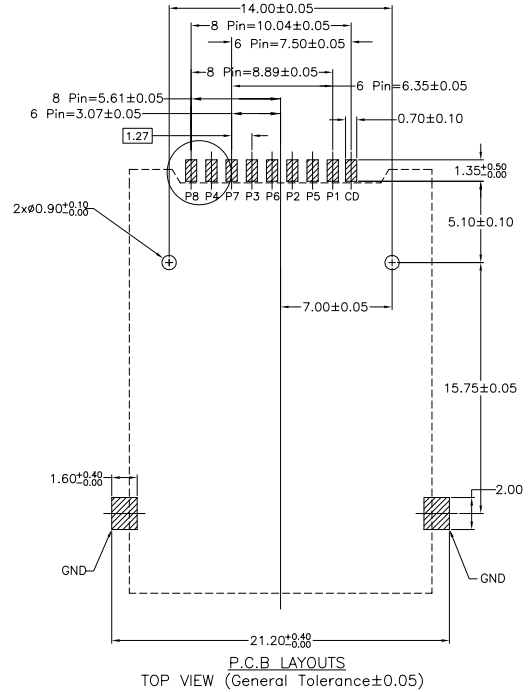 14.00±0.05
8 Pin=10.04±0.05
6 Pin=7.50±0.05
8 Pin=8.89±0.05
6 Pin=6.35±0.05
8 Pin=5.61±0.05
6 Pin=3.07±0.05
0.70±0.10
1.27
1.35+0.50-0.00
P8 P4 P7 P3 P6 P2 P5 P1 CD
2xø0.90+0.10-0.00
5.10±0.10
7.00±0.05
15.75±0.05
1.60+0.40-0.00
2.00
GND
GND
21.20+0.40-0.00
P.C.B LAYOUTS
TOP VIEW (General Tolerance±0.05)